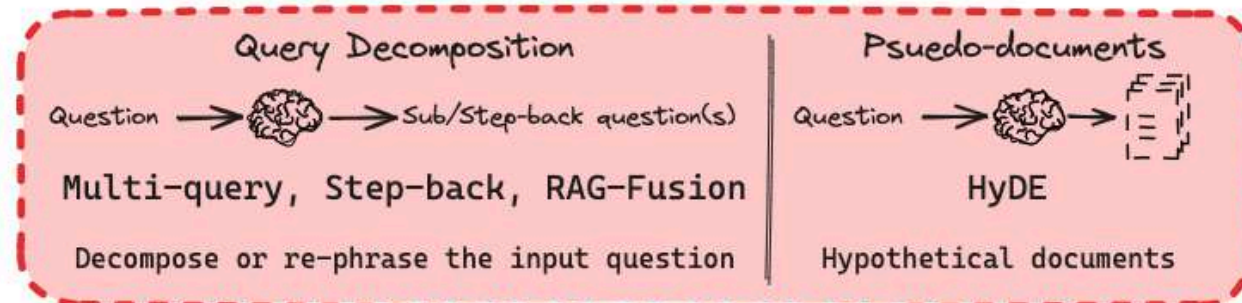 Query Decomposition
Question
Sub/Step-back question(s)
Multi-query, Step-back, RAG-Fusion
Decompose or re-phrase the input question
Psuedo-documents
Question
HyDE
Hypothetical documents